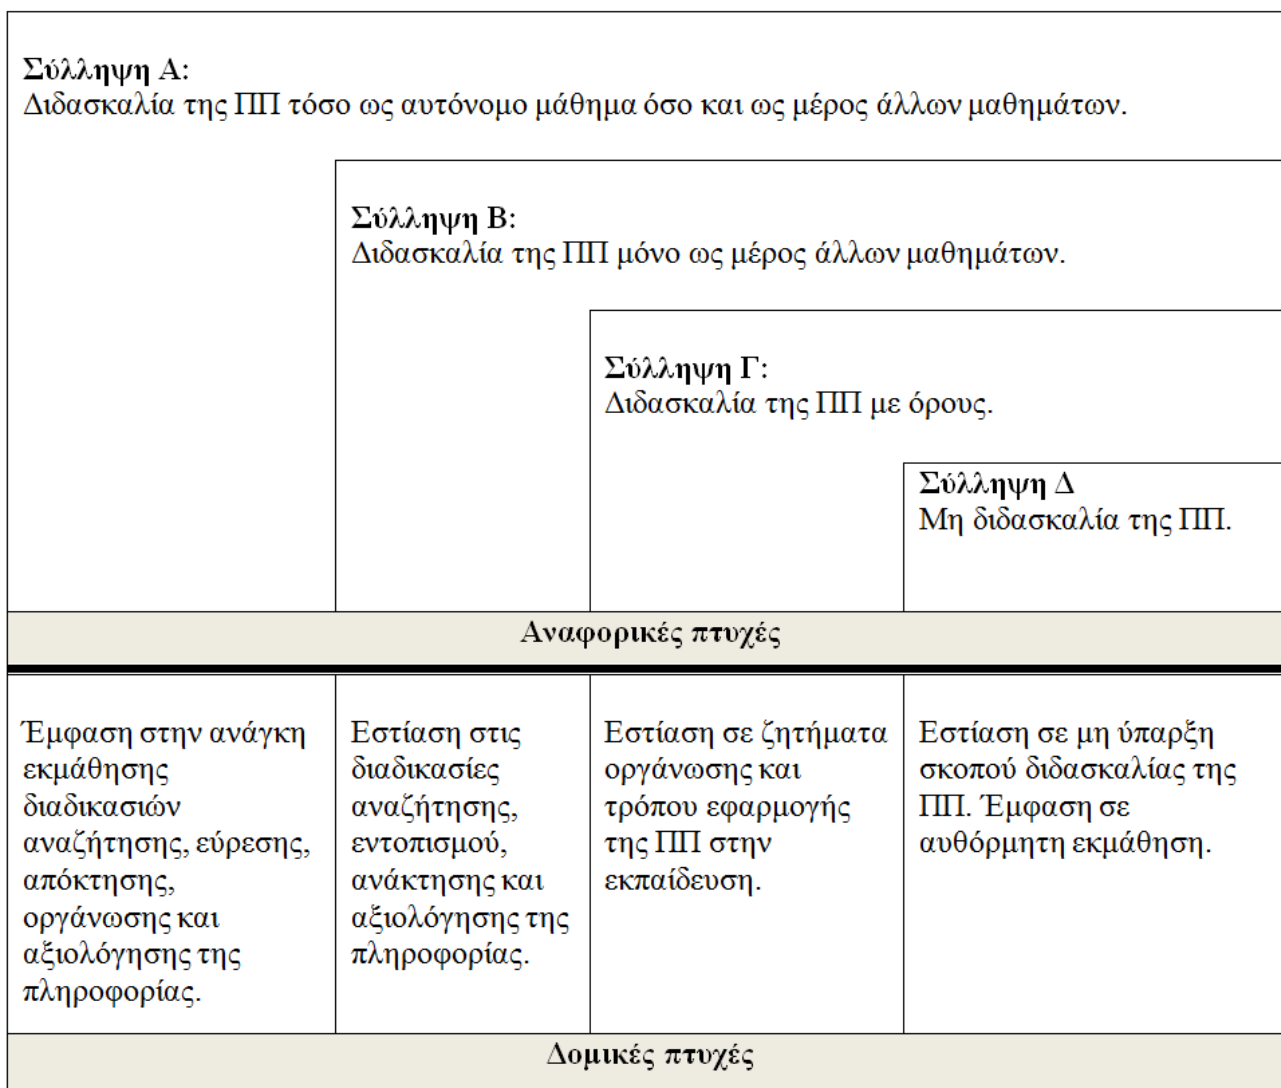 Σύλληψη Α:
Διδασκαλία της ΠΠ τόσο ως αυτόνομο μάθημα όσο και ως μέρος άλλων μαθημάτων.
Σύλληψη Β:
Διδασκαλία της ΠΠ μόνο ως μέρος άλλων μαθημάτων.
Σύλληψη Γ:
Διδασκαλία της ΠΠ με όρους.
Σύλληψη Δ
Μη διδασκαλία της ΠΠ.
Αναφορικές πτυχές
Έμφαση στην ανάγκη
εκμάθησης
διαδικασιών
αναζήτησης, εύρεσης,
απόκτησης,
οργάνωσης και
αξιολόγησης της
πληροφορίας.
Εστίαση στις
διαδικασίες
αναζήτησης,
εντοπισμού,
ανάκτησης και
αξιολόγησης της
πληροφορίας.
Εστίαση σε ζητήματα
οργάνωσης και
τρόπου εφαρμογής
της ΠΠ στην
εκπαίδευση.
Εστίαση σε μη ύπαρξη
σκοπού διδασκαλίας της
ΠΠ. Έμφαση σε
αυθόρμητη εκμάθηση.
Δομικές πτυχές